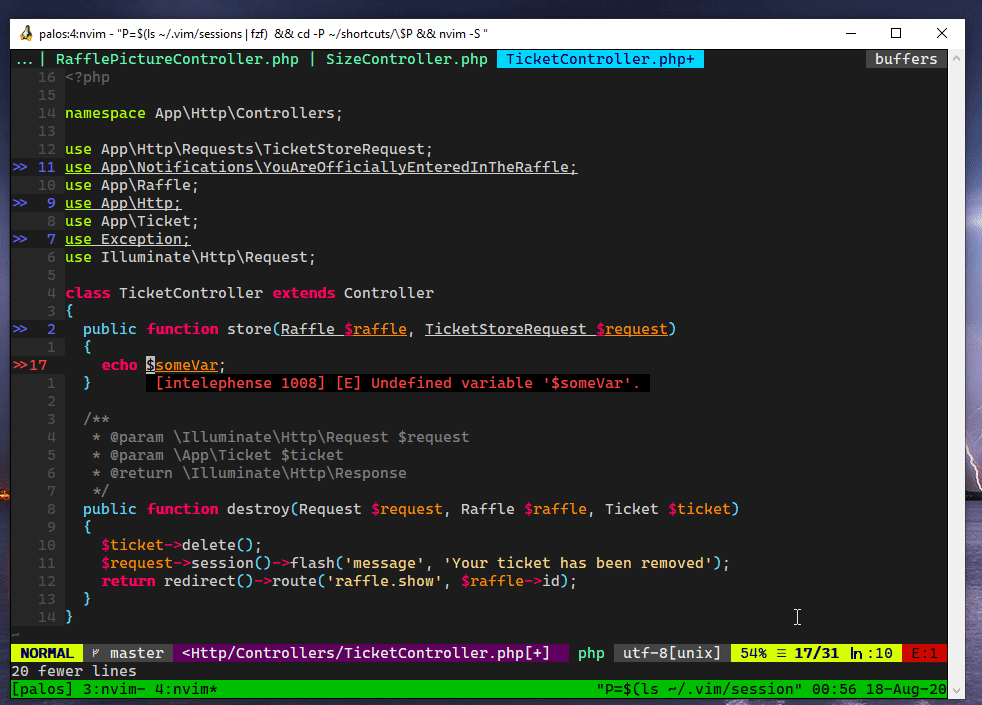 palos:4:nvim - "P=$(ls ~/.vim/sessions | fzf)  && cd -P ~/shortcuts/\$P && nvim -S "
... | RafflePictureController.php | SizeController.php  TicketController.php+  buffers
16 <?php
15
14 namespace App\Http\Controllers;
13
12 use App\Http\Requests\TicketStoreRequest;
>> 11 use App\Notifications\YouAreOfficiallyEnteredInTheRaffle;
10 use App\Raffle;
>> 9 use App\Http;
8 use App\Ticket;
>> 7 use Exception;
6 use Illuminate\Http\Request;
5
4 class TicketController extends Controller
3 {
>> 2   public function store(Raffle $raffle, TicketStoreRequest $request)
1   {
>>17     echo $someVar;
1   }      [intelephense 1008] [E] Undefined variable '$someVar'.
2
3   /**
4    * @param \Illuminate\Http\Request $request
5    * @param \App\Ticket $ticket
6    * @return \Illuminate\Http\Response
7    */
8   public function destroy(Request $request, Raffle $raffle, Ticket $ticket)
9   {
10     $ticket->delete();
11     $request->session()->flash('message', 'Your ticket has been removed');
12     return redirect()->route('raffle.show', $raffle->id);
13   }
14 }
~
NORMAL  master  <Http/Controllers/TicketController.php[+]  php  utf-8[unix]  54% ☰ 17/31 ln :10  E:1
20 fewer lines
[palos] 3:nvim- 4:nvim*  "P=$(ls ~/.vim/session" 00:56 18-Aug-20